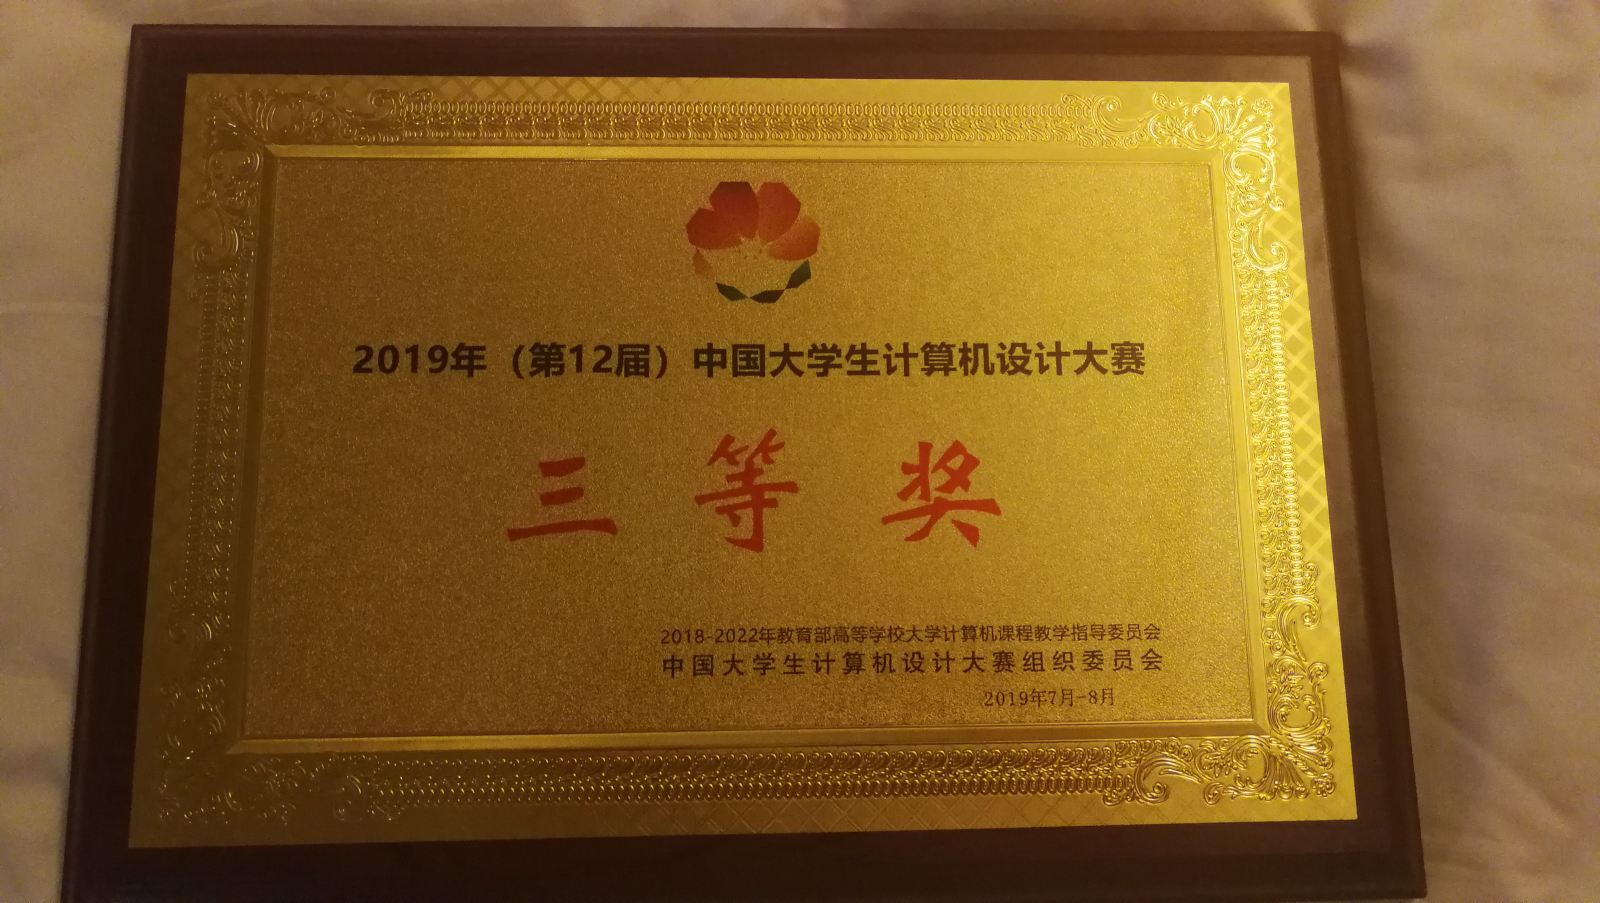 2019年（第12届）中国大学生计算机设计大赛
三等奖
2018-2022年教育部高等学校大学计算机课程教学指导委员会
中国大学生计算机设计大赛组织委员会
2019年7月-8月